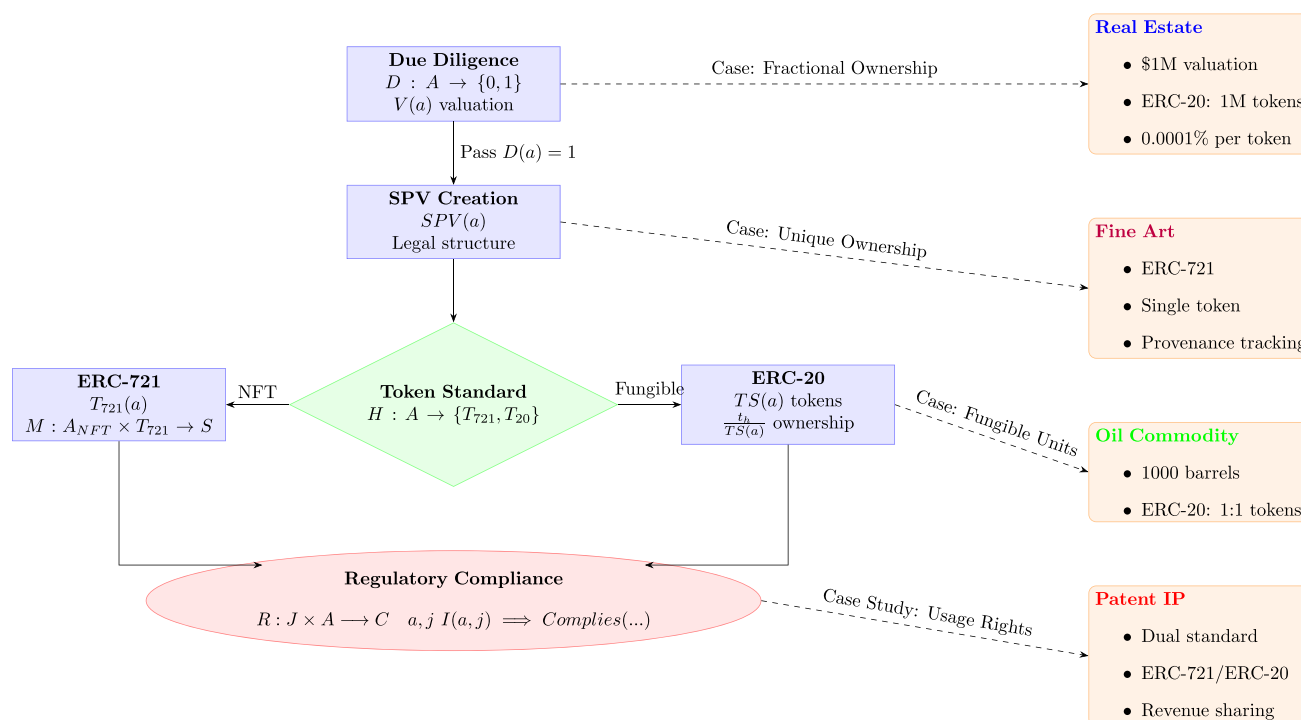 Due Diligence
D : A → {0, 1}
V(a) valuation
Case: Fractional Ownership
Real Estate
• $1M valuation
• ERC-20: 1M tokens
• 0.0001% per token
Pass D(a) = 1
SPV Creation
SPV(a)
Legal structure
Case: Unique Ownership
Fine Art
• ERC-721
• Single token
• Provenance tracking
ERC-721
T₇₂₁(a)
M : A_NFT × T₇₂₁ → S
NFT
Token Standard
H : A → {T₇₂₁, T₂₀}
Fungible
ERC-20
TS(a) tokens
t_h/TS(a) ownership
Case: Fungible Units
Oil Commodity
• 1000 barrels
• ERC-20: 1:1 tokens
Regulatory Compliance
R : J × A ⟶ C a, j I(a, j) ⟹ Complies(...)
Case Study: Usage Rights
Patent IP
• Dual standard
• ERC-721/ERC-20
• Revenue sharing